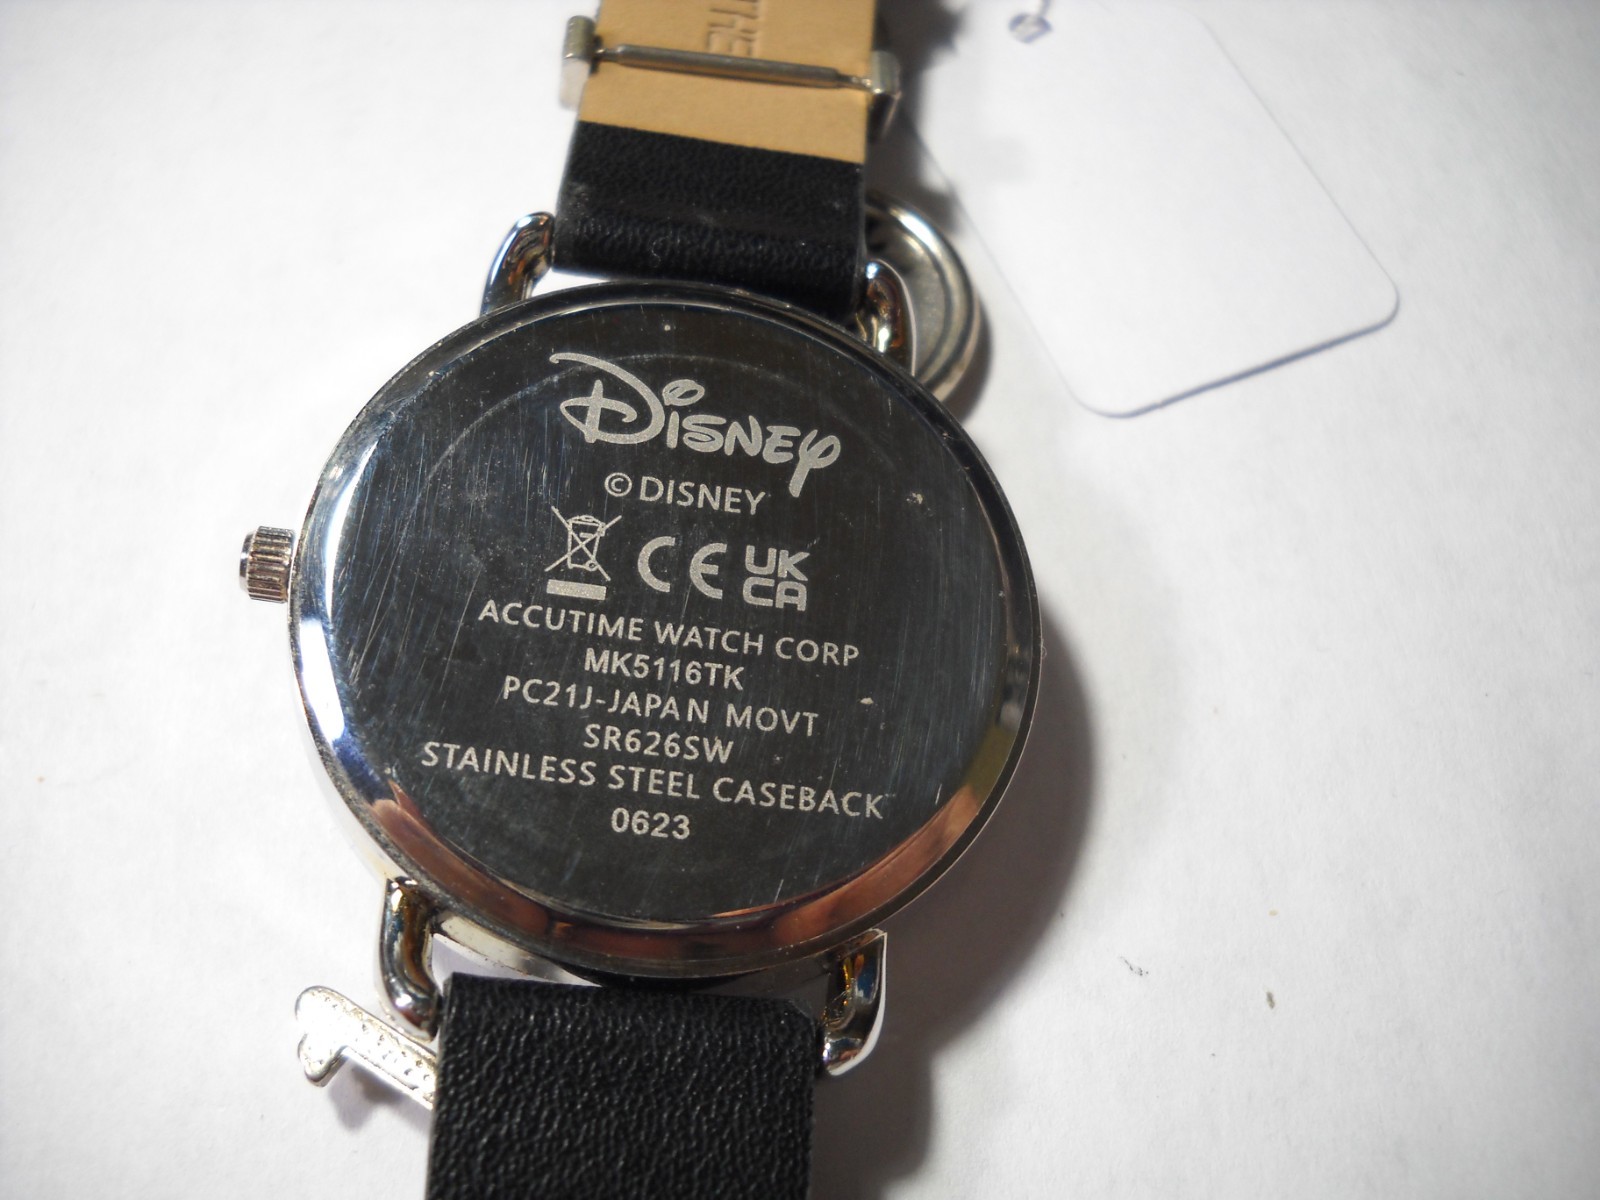 Disney
© DISNEY
CE UK CA
ACCUTIME WATCH CORP
MK5116TK
PC21J-JAPAN MOVT
SR626SW
STAINLESS STEEL CASEBACK
0623